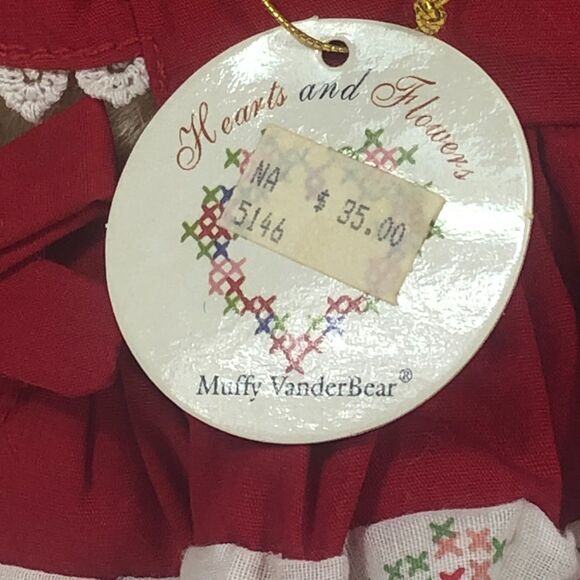 Hearts and Flowers
NA
$ 35.00
5146
Muffy VanderBear®